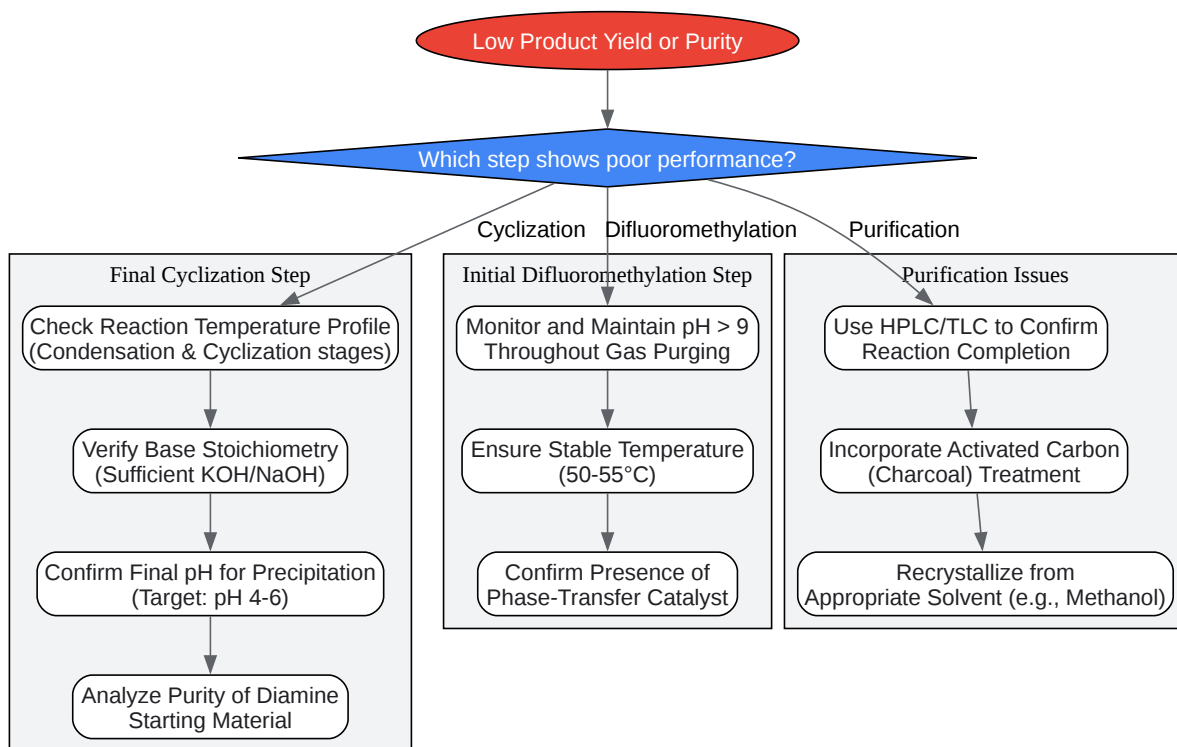 Low Product Yield or Purity
Which step shows poor performance?
Cyclization
Difluoromethylation
Purification
Final Cyclization Step
Check Reaction Temperature Profile
(Condensation & Cyclization stages)
Verify Base Stoichiometry
(Sufficient KOH/NaOH)
Confirm Final pH for Precipitation
(Target: pH 4-6)
Analyze Purity of Diamine
Starting Material
Initial Difluoromethylation Step
Monitor and Maintain pH > 9
Throughout Gas Purging
Ensure Stable Temperature
(50-55°C)
Confirm Presence of
Phase-Transfer Catalyst
Purification Issues
Use HPLC/TLC to Confirm
Reaction Completion
Incorporate Activated Carbon
(Charcoal) Treatment
Recrystallize from
Appropriate Solvent (e.g., Methanol)